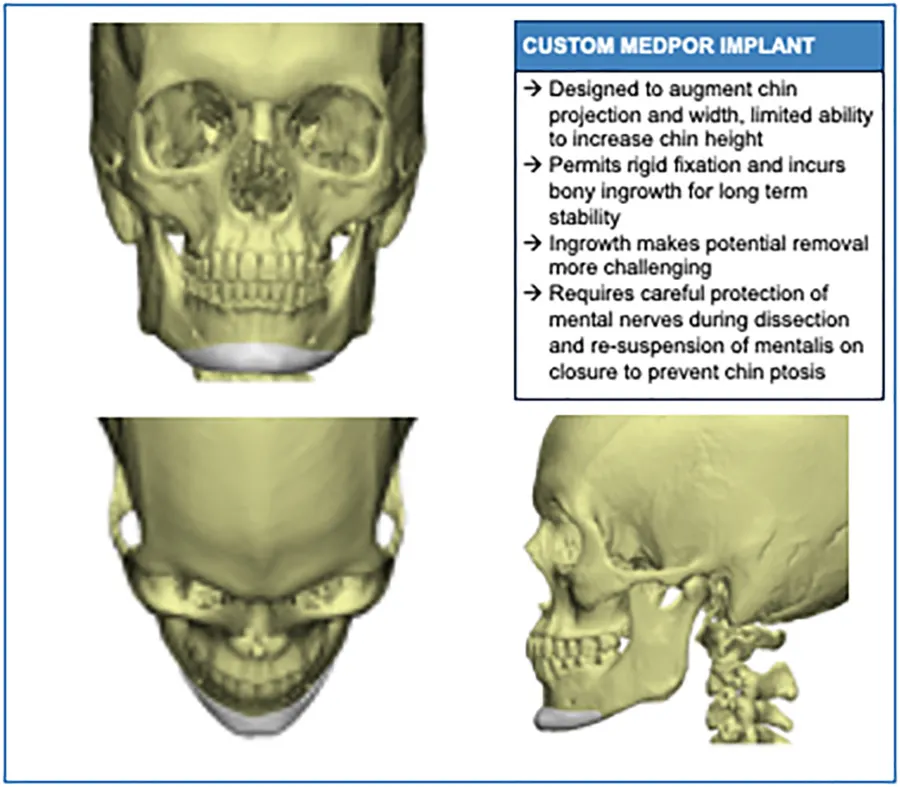 CUSTOM MEDPOR IMPLANT
→ Designed to augment chin
projection and width, limited ability
to increase chin height
→ Permits rigid fixation and incurs
bony ingrowth for long term
stability
→ Ingrowth makes potential removal
more challenging
→ Requires careful protection of
mental nerves during dissection
and re-suspension of mentalis on
closure to prevent chin ptosis